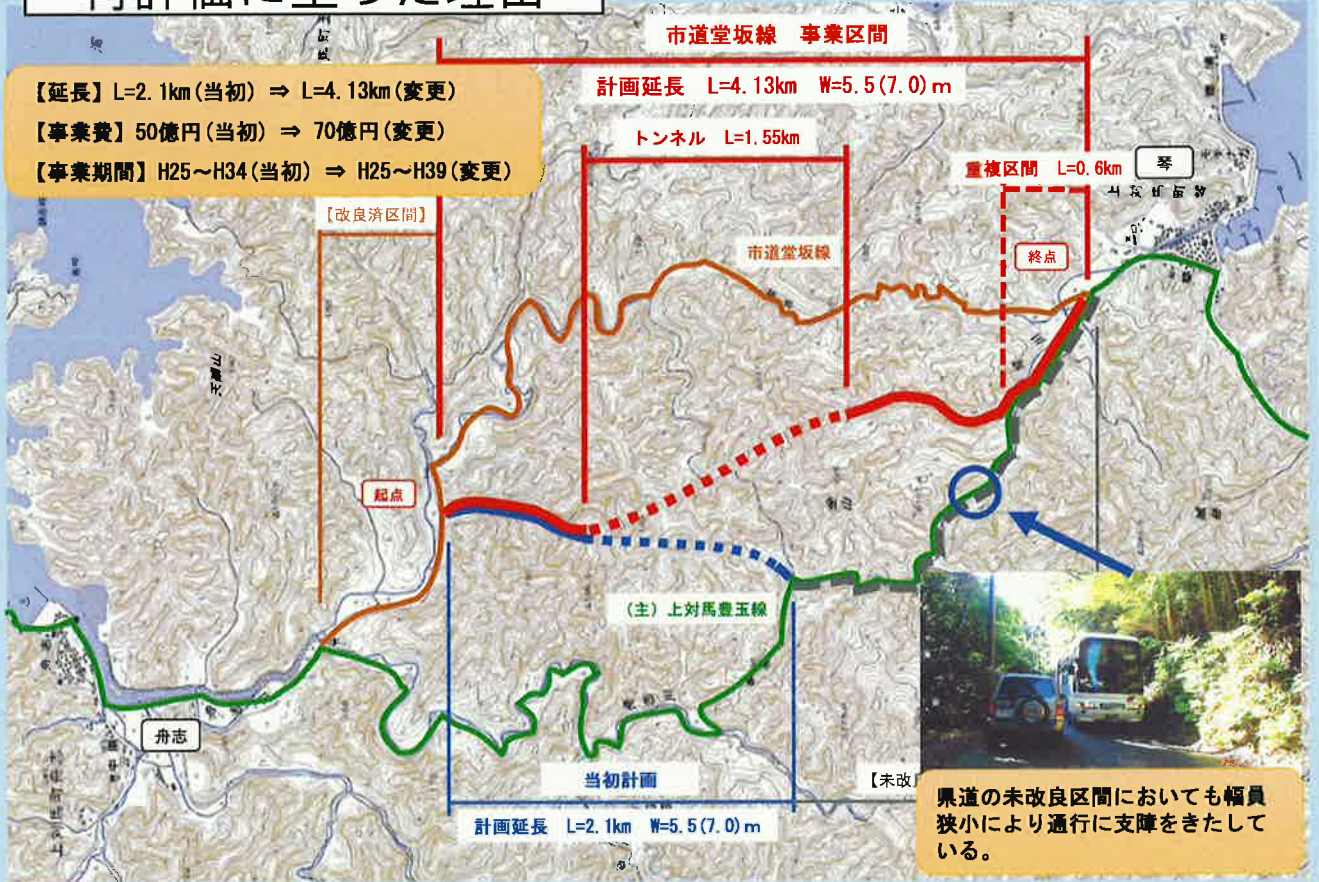 再評価に至った理由
市道堂坂線 事業区間
【延長】L=2.1km(当初) ⇒ L=4.13km(変更)
【事業費】50億円(当初) ⇒ 70億円(変更)
【事業期間】H25~H34(当初) ⇒ H25~H39(変更)
計画延長 L=4.13km W=5.5(7.0)m
トンネル L=1.55km
重複区間 L=0.6km
琴
【改良済区間】
市道堂坂線
終点
起点
(主)上対馬豊玉線
舟志
当初計画
【未改
計画延長 L=2.1km W=5.5(7.0)m
県道の未改良区間においても幅員
狭小により通行に支障をきたして
いる。